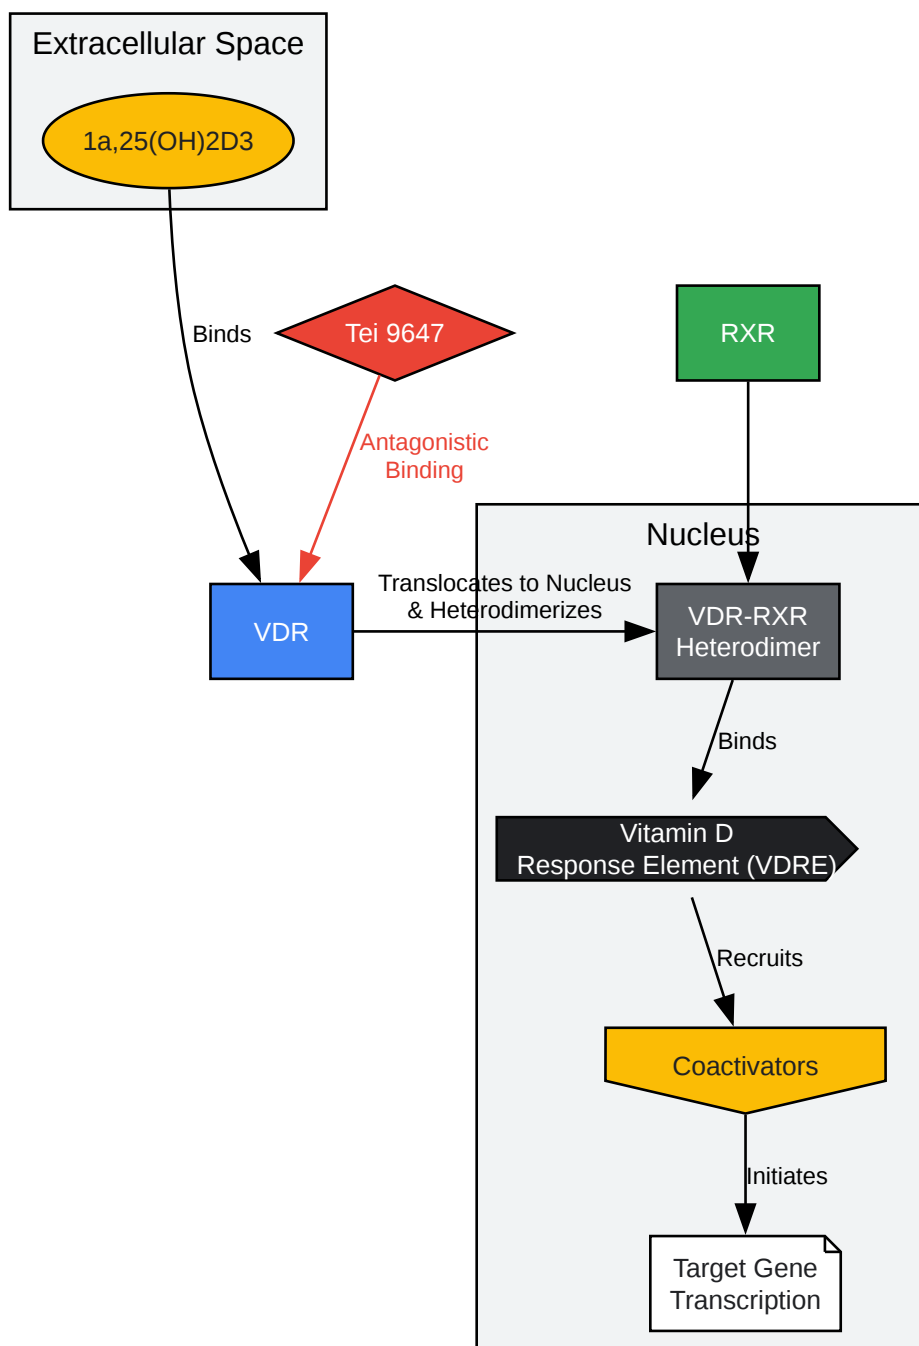 Extracellular Space
1a,25(OH)2D3
Binds
Tei 9647
RXR
Antagonistic
Binding
Nucleus
VDR
Translocates to Nucleus
& Heterodimerizes
VDR-RXR
Heterodimer
Binds
Vitamin D
Response Element (VDRE)
Recruits
Coactivators
Initiates
Target Gene
Transcription